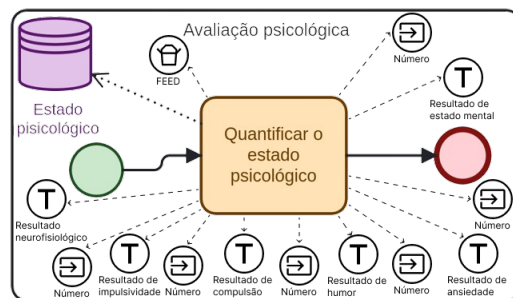 Avaliação psicológica
FEED
Número
Estado
pisicológico
T
Resultado de
estado mental
Quantificar o
estado
psicológico
T
Resultado
neurofisiológico
Número
Número
T
Resultado de
impulsividade
Número
T
Resultado de
compulsão
Número
T
Resultado de
humor
Número
T
Resultado de
ansiedade